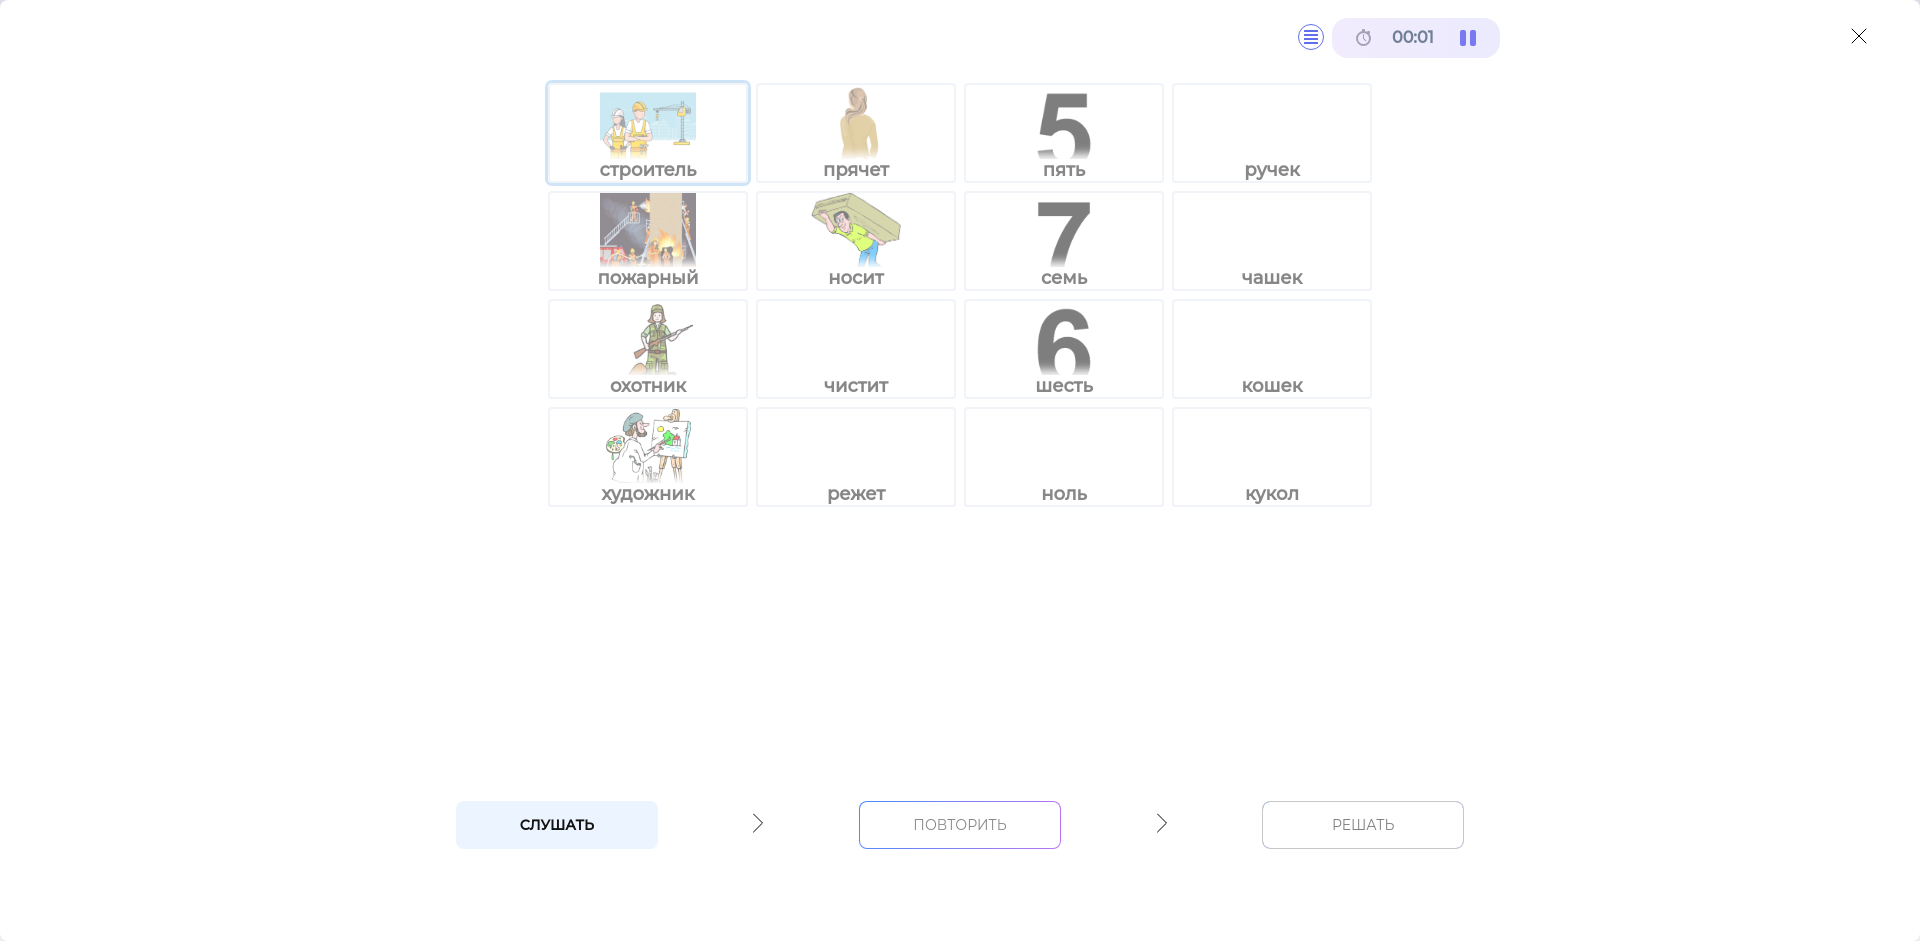 00:01
строитель
прячет
5
пять
ручек
пожарный
носит
7
семь
чашек
охотник
чистит
6
шесть
кошек
художник
режет
ноль
кукол
СЛУШАТЬ
ПОВТОРИТЬ
РЕШАТЬ